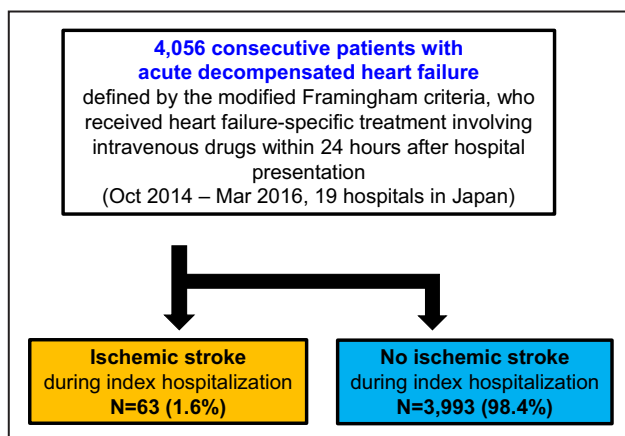 4,056 consecutive patients with
acute decompensated heart failure
defined by the modified Framingham criteria, who
received heart failure-specific treatment involving
intravenous drugs within 24 hours after hospital
presentation
(Oct 2014 – Mar 2016, 19 hospitals in Japan)
Ischemic stroke
during index hospitalization
N=63 (1.6%)
No ischemic stroke
during index hospitalization
N=3,993 (98.4%)